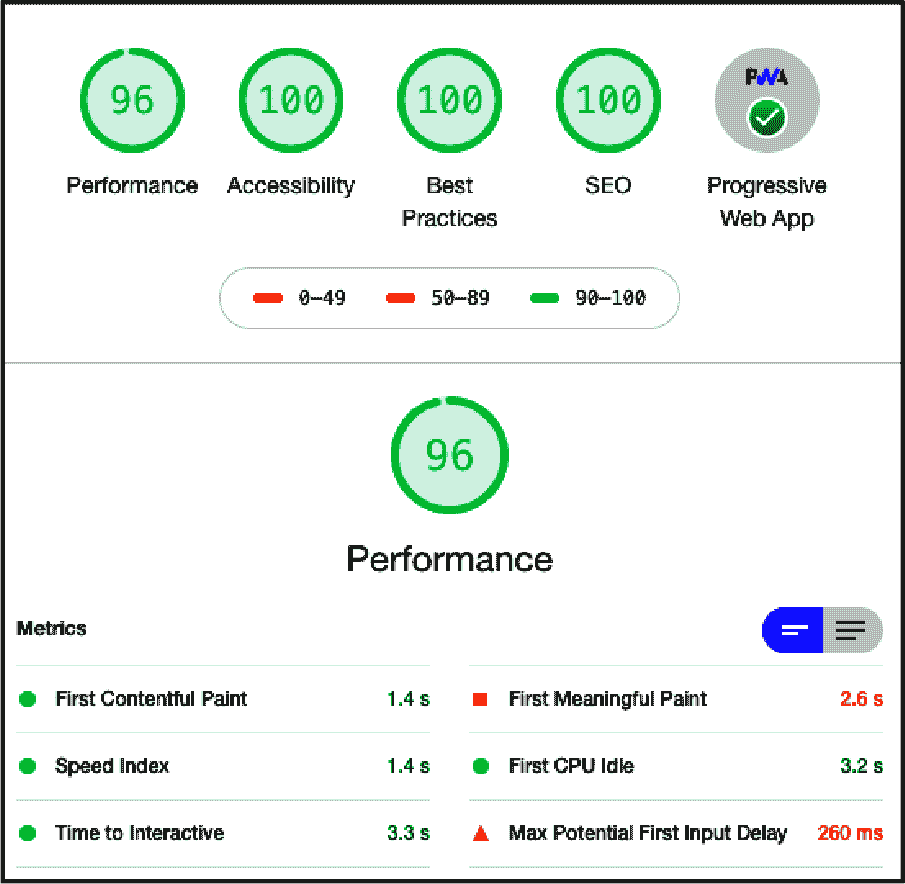 96 100 100 100 PWA
Performance Accessibility Best Practices SEO Progressive Web App
0–49 50–89 90–100
96
Performance
Metrics
First Contentful Paint 1.4 s
First Meaningful Paint 2.6 s
Speed Index 1.4 s
First CPU Idle 3.2 s
Time to Interactive 3.3 s
Max Potential First Input Delay 260 ms